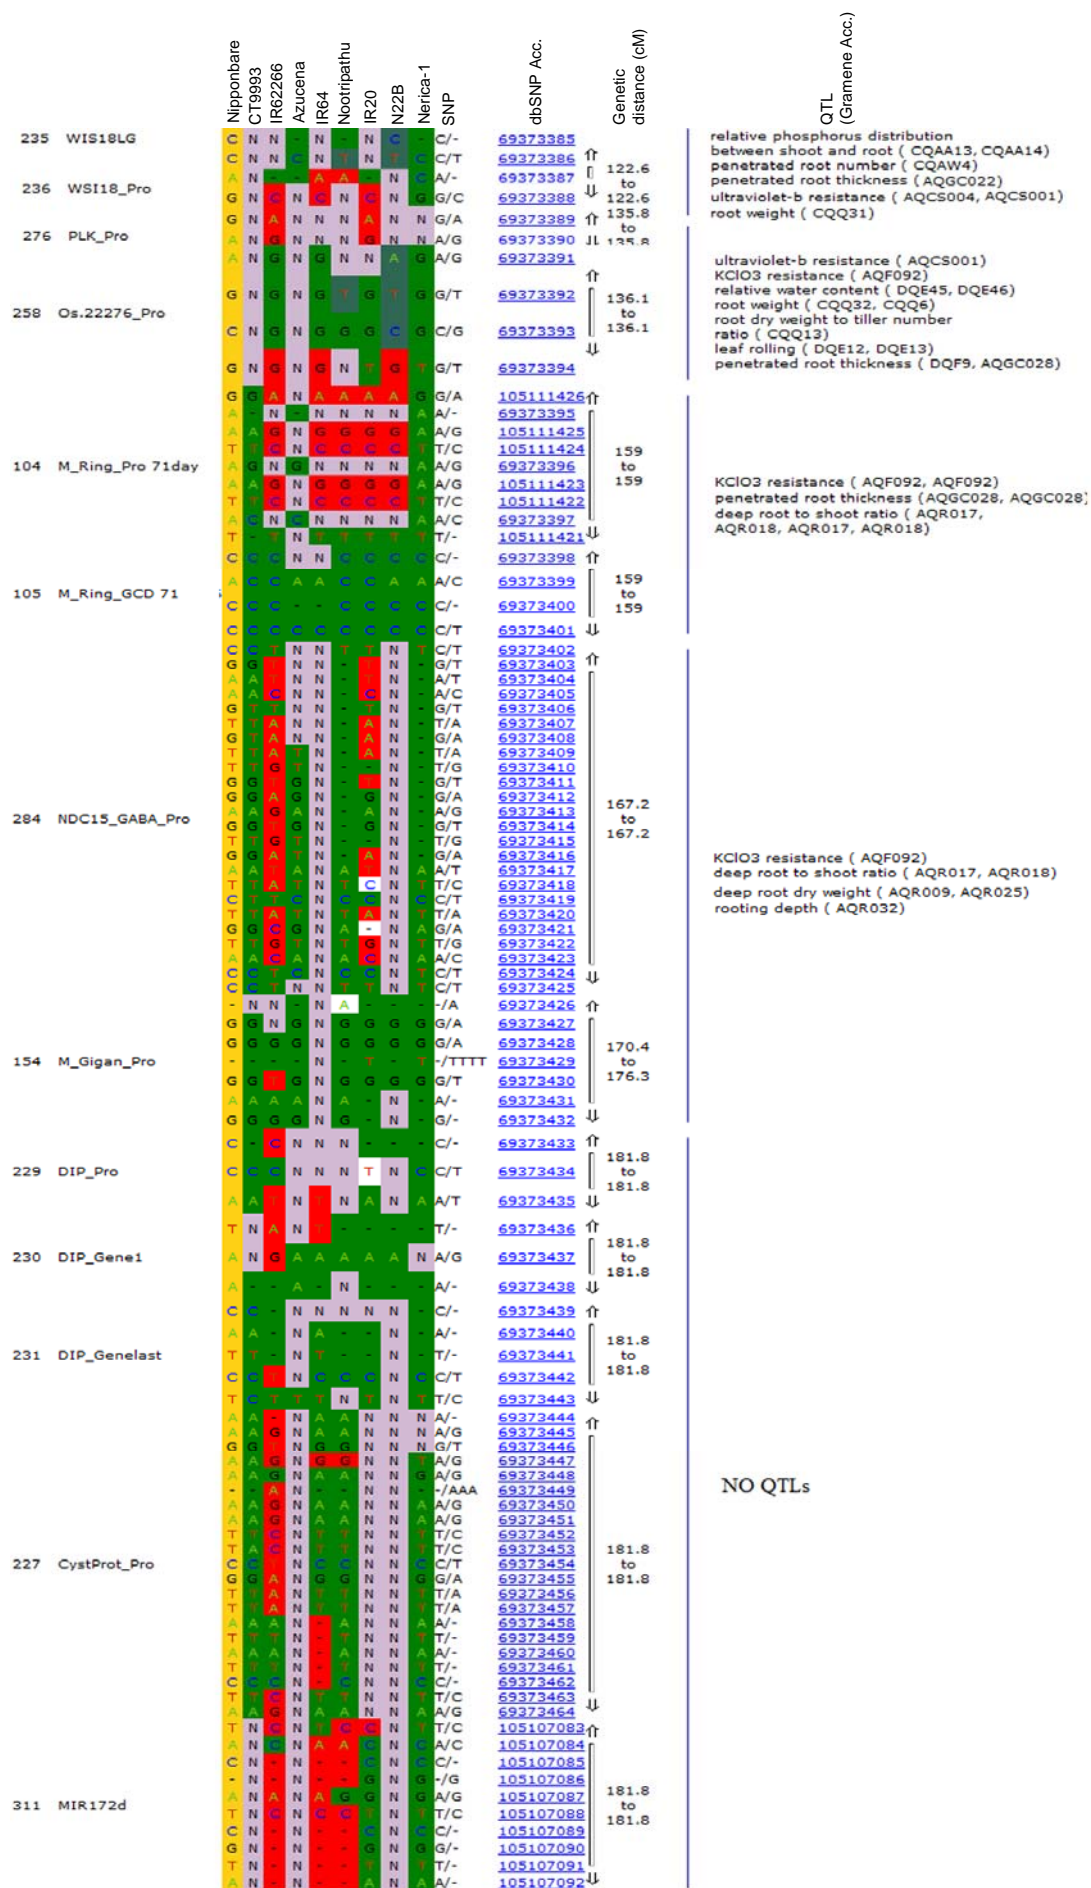 Nipponbare CT9993 IR62266 Azucena IR64 Nootripathu IR20 N22B Nerica-1 SNP dbSNP Acc. Genetic distance (cM) QTL (Gramene Acc.)
235 WIS18LG
C N N - N - N C - C/- 69373385
C N N C N T N T C C/T 69373386
A N - - A A - N C A/- 69373387
236 WSI18_Pro
G N C N C N C N G G/C 69373388
122.6 to 122.6
relative phosphorus distribution
between shoot and root ( CQAA13, CQAA14)
penetrated root number ( CQAW4)
penetrated root thickness ( AQGC022)
ultraviolet-b resistance ( AQCS004, AQCS001)
root weight ( CQQ31)
276 PLK_Pro
G N A N N N A N N G/A 69373389
A N G N N N G N N A/G 69373390
135.8 to 135.8
258 Os.22276_Pro
A N G N G N N A G A/G 69373391
G N G N G T G T G G/T 69373392
C N G N G G G C G C/G 69373393
G N G N G N T G T G/T 69373394
136.1 to 136.1
ultraviolet-b resistance ( AQCS001)
KClO3 resistance ( AQF092)
relative water content ( DQE45, DQE46)
root weight ( CQQ32, CQQ6)
root dry weight to tiller number
ratio ( CQQ13)
leaf rolling ( DQE12, DQE13)
penetrated root thickness ( DQF9, AQGC028)
104 M_Ring_Pro 71day
G G A N A A A A G G/A 105111426
A - N - N N N N A A/- 69373395
A A G N G G G G A A/G 105111425
T T C N C C C C T T/C 105111424
A G N G N N N N A A/G 69373396
A A G N G G G G A A/G 105111423
T T C N C C C C T T/C 105111422
A C N C N N N N A A/C 69373397
T - T N T T T T T T/- 105111421
159 to 159
KClO3 resistance ( AQF092, AQF092)
penetrated root thickness (AQGC028, AQGC028)
deep root to shoot ratio ( AQR017,
AQR018, AQR017, AQR018)
105 M_Ring_GCD 71
C C C N N C C C C C/- 69373398
A C C A A C C A A A/C 69373399
C C C - - C C C C C/- 69373400
C C C C C C C C C C/T 69373401
159 to 159
284 NDC15_GABA_Pro
C C T N N T T N T C/T 69373402
G G T N N - T N - G/T 69373403
A A T N N - T N - A/T 69373404
A A C N N - C N - A/C 69373405
G T T N N - T N - G/T 69373406
T T A N N - A N - T/A 69373407
G T A N N - A N - G/A 69373408
T T A T N - A N - T/A 69373409
T T G T N - - N - T/G 69373410
G G T G N - T N - G/T 69373411
G G A G N - G N - G/A 69373412
A A G A N - A N - A/G 69373413
G G T G N - G N - G/T 69373414
T T G T N - - N - T/G 69373415
G G A T N - A N - G/A 69373416
A A T A N A T N A A/T 69373417
T T A T N T C N T T/C 69373418
C T T C N C C N C C/T 69373419
T T A T N T A N T T/A 69373420
G G C G N A - N A G/A 69373421
T T G T N T G N T T/G 69373422
A A C A N A C N A A/C 69373423
C C T C N C C N T C/T 69373424
C C T N N T T N T C/T 69373425
167.2 to 167.2
KClO3 resistance ( AQF092)
deep root to shoot ratio ( AQR017, AQR018)
deep root dry weight ( AQR009, AQR025)
rooting depth ( AQR032)
154 M_Gigan_Pro
- N N - N A - - - -/A 69373426
G G N G N G G G G G/A 69373427
G G G G N G G G G G/A 69373428
- - - - N - T - T -/TTTT 69373429
G G T G N G G G G G/T 69373430
A A A A N A - N - A/- 69373431
G G G G N G - N - G/- 69373432
170.4 to 176.3
229 DIP_Pro
C - C N N N - - - C/- 69373433
C C C N N N T N C C/T 69373434
A A T N T N A N A A/T 69373435
181.8 to 181.8
230 DIP_Gene1
T N A N T - - - - T/- 69373436
A N G A A A A A N A/G 69373437
A - - A - N - - - A/- 69373438
181.8 to 181.8
231 DIP_Genelast
C C - N N N N N - C/- 69373439
A A - N A - - N - A/- 69373440
T T - N T - - N - T/- 69373441
C C T N C C C N C C/T 69373442
T C T T T N T N T T/C 69373443
181.8 to 181.8
227 CystProt_Pro
A A - N A A N N N A/- 69373444
A A G N A A N N N A/G 69373445
G G T N G G N N N G/T 69373446
A A G N G G N N T A/G 69373447
A A G N A A N N G A/G 69373448
- - A N - - N N - -/AAA 69373449
A A G N A A N N A A/G 69373450
A A G N A A N N A A/G 69373451
T T C N T T N N T T/C 69373452
T A C N T T N N T T/C 69373453
C C T N C C N N C C/T 69373454
G G A N G G N N G G/A 69373455
T T A N T T N N T T/A 69373456
T T A N T T N N T T/A 69373457
A A A N - A N N A A/- 69373458
T T T N - T N N T T/- 69373459
A A A N - A N N A A/- 69373460
T T T N - T N N T T/- 69373461
C C C N - C N N C C/- 69373462
T T C N T T N N T T/C 69373463
A A G N A A N N A A/G 69373464
181.8 to 181.8
NO QTLs
311 MIR172d
T N C N T C C N T T/C 105107083
A N C N A A C N C A/C 105107084
C N - N - - C N C C/- 105107085
- N - N - - G N G -/G 105107086
A N A N A G G N G A/G 105107087
T N C N C C T N T T/C 105107088
C N - N - - C N C C/- 105107089
G N - N - - G N G G/- 105107090
T N - N - - T N T T/- 105107091
A N - N - - A N A A/- 105107092
181.8 to 181.8